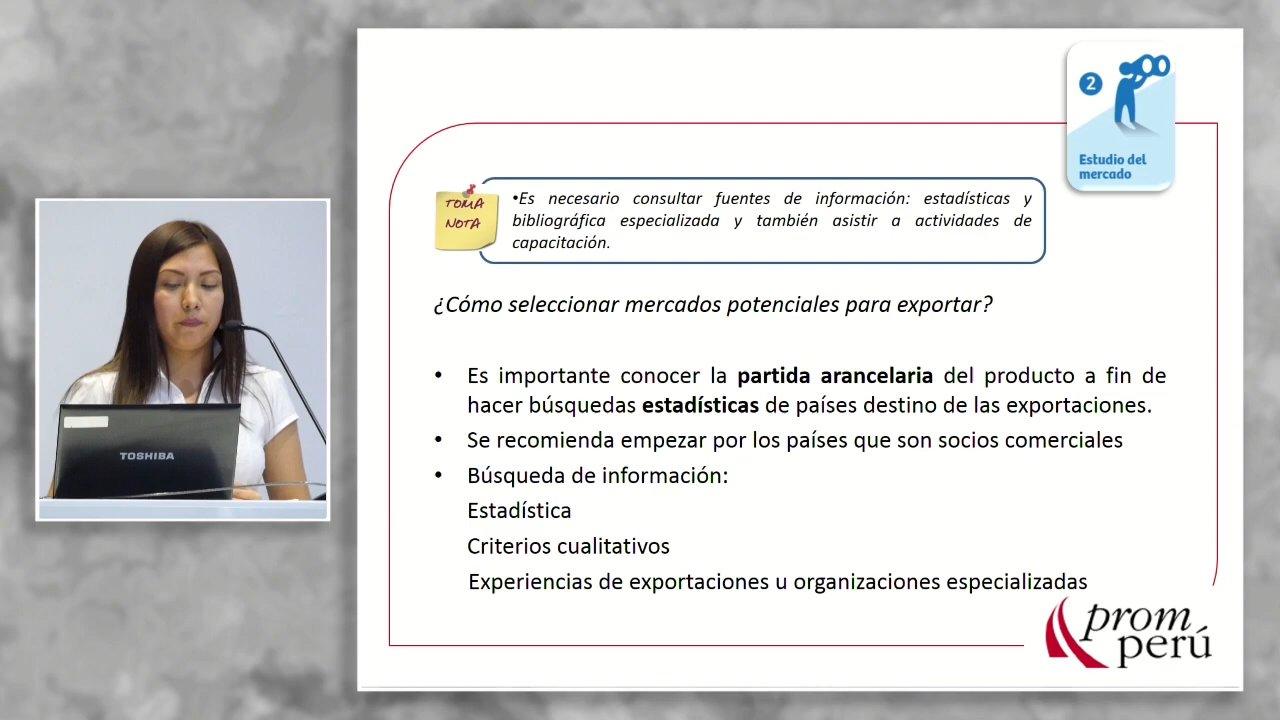 2
Estudio del
mercado
TOMA
NOTA
•Es necesario consultar fuentes de información: estadísticas y
bibliográfica especializada y también asistir a actividades de
capacitación.
¿Cómo seleccionar mercados potenciales para exportar?
• Es importante conocer la partida arancelaria del producto a fin de
hacer búsquedas estadísticas de países destino de las exportaciones.
• Se recomienda empezar por los países que son socios comerciales
• Búsqueda de información:
Estadística
Criterios cualitativos
Experiencias de exportaciones u organizaciones especializadas
TOSHIBA
prom
perú